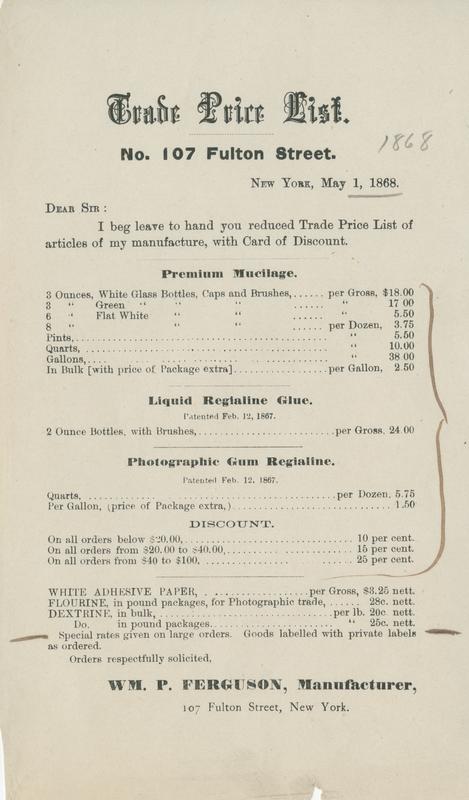 Trade Price List.
1868
No. 107 Fulton Street.
New York, May 1, 1868.
Dear Sir :
I beg leave to hand you reduced Trade Price List of
articles of my manufacture, with Card of Discount.
Premium Mucilage.
3 Ounces, White Glass Bottles, Caps and Brushes,...... per Gross, $18.00
3 " Green " " " ...... " 17 00
6 " Flat White " " ...... " 5.50
8 " " " ...... per Dozen, 3.75
Pints,........ " 5.50
Quarts, ........ " 10.00
Gallons,........ " 38 00
In Bulk [with price of Package extra]........ per Gallon, 2.50
Liquid Regialine Glue.
Patented Feb. 12, 1867.
2 Ounce Bottles, with Brushes,........ per Gross, 24.00
Photographic Gum Regialine.
Patented Feb. 12, 1867.
Quarts, ........ per Dozen, 5.75
Per Gallon, (price of Package extra,)........ 1.50
DISCOUNT.
On all orders below $20.00,........ 10 per cent.
On all orders from $20.00 to $40.00,........ 15 per cent.
On all orders from $40 to $100,........ 25 per cent.
WHITE ADHESIVE PAPER, ........ per Gross, $3.25 nett.
FLOURINE, in pound packages, for Photographic trade, ...... 28c. nett.
DEXTRINE, in bulk,........ per lb. 20c. nett.
Do. in pound packages........ " 25c. nett.
Special rates given on large orders. Goods labelled with private labels
as ordered.
Orders respectfully solicited,
WM. P. FERGUSON, Manufacturer,
107 Fulton Street, New York.